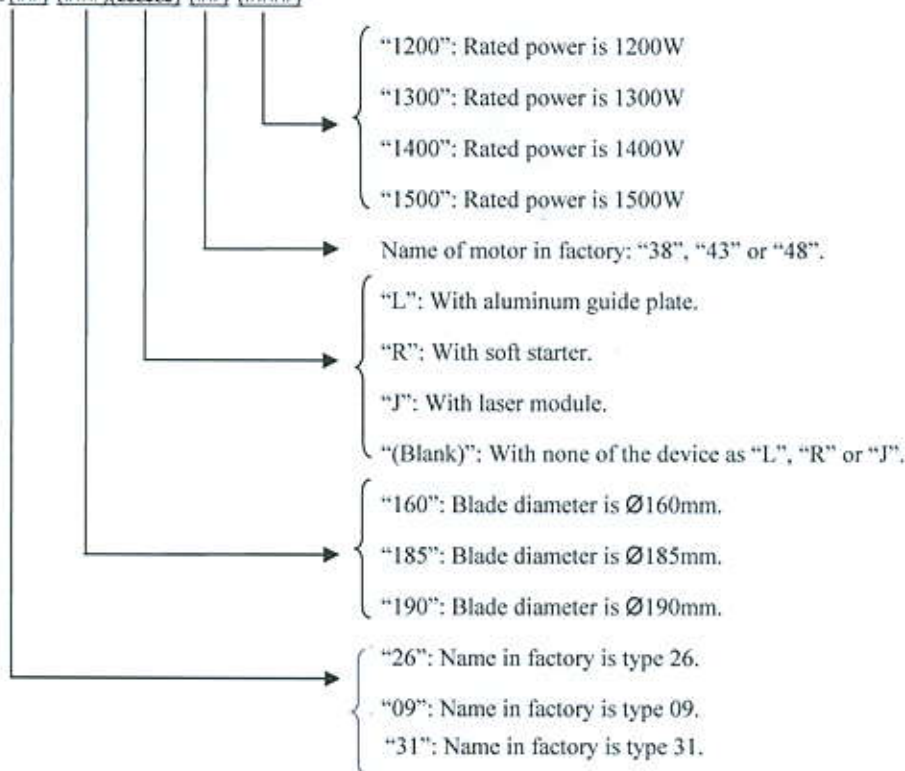 “1200”: Rated power is 1200W
“1300”: Rated power is 1300W
“1400”: Rated power is 1400W
“1500”: Rated power is 1500W
Name of motor in factory: “38”, “43” or “48”.
“L”: With aluminum guide plate.
“R”: With soft starter.
“J”: With laser module.
“(Blank)”: With none of the device as “L”, “R” or “J”.
“160”: Blade diameter is Ø160mm.
“185”: Blade diameter is Ø185mm.
“190”: Blade diameter is Ø190mm.
“26”: Name in factory is type 26.
“09”: Name in factory is type 09.
“31”: Name in factory is type 31.